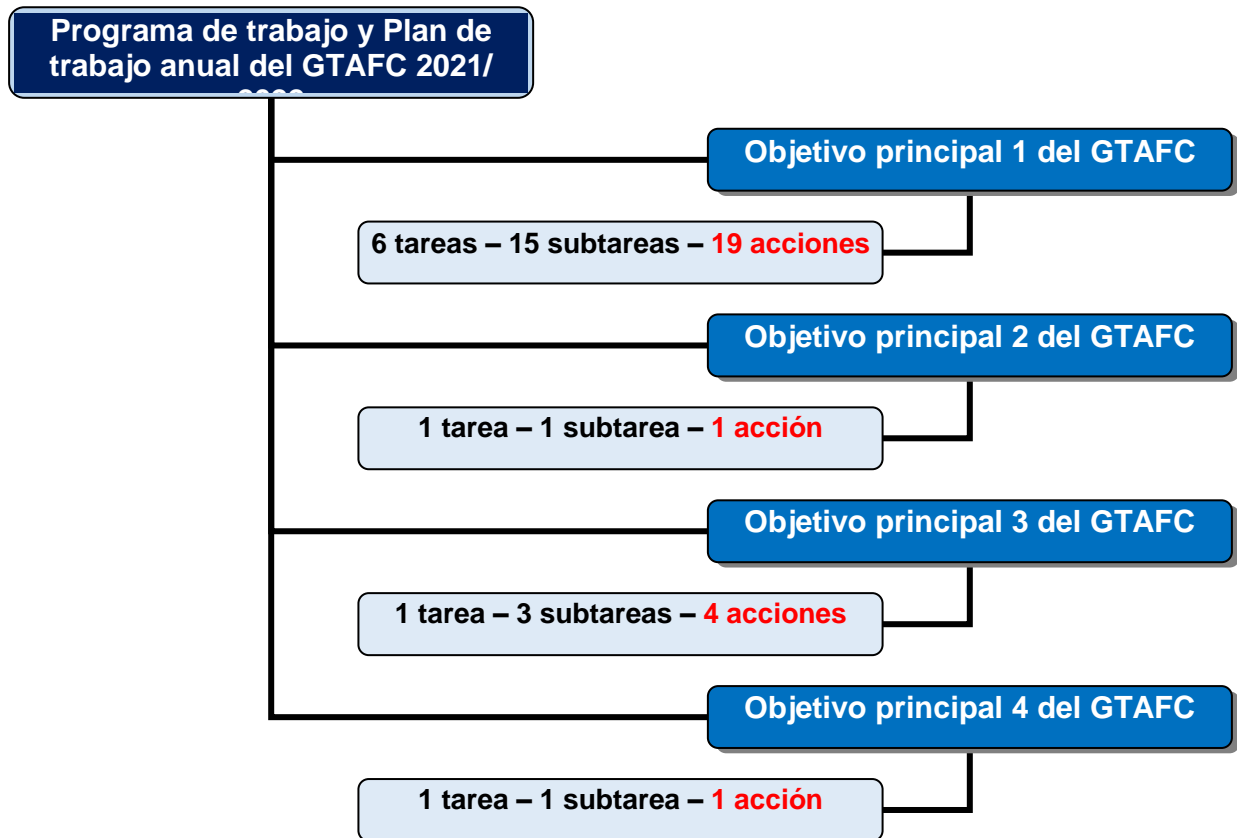 Programa de trabajo y Plan de
trabajo anual del GTAFC 2021/
Objetivo principal 1 del GTAFC
6 tareas – 15 subtareas – 19 acciones
Objetivo principal 2 del GTAFC
1 tarea – 1 subtarea – 1 acción
Objetivo principal 3 del GTAFC
1 tarea – 3 subtareas – 4 acciones
Objetivo principal 4 del GTAFC
1 tarea – 1 subtarea – 1 acción